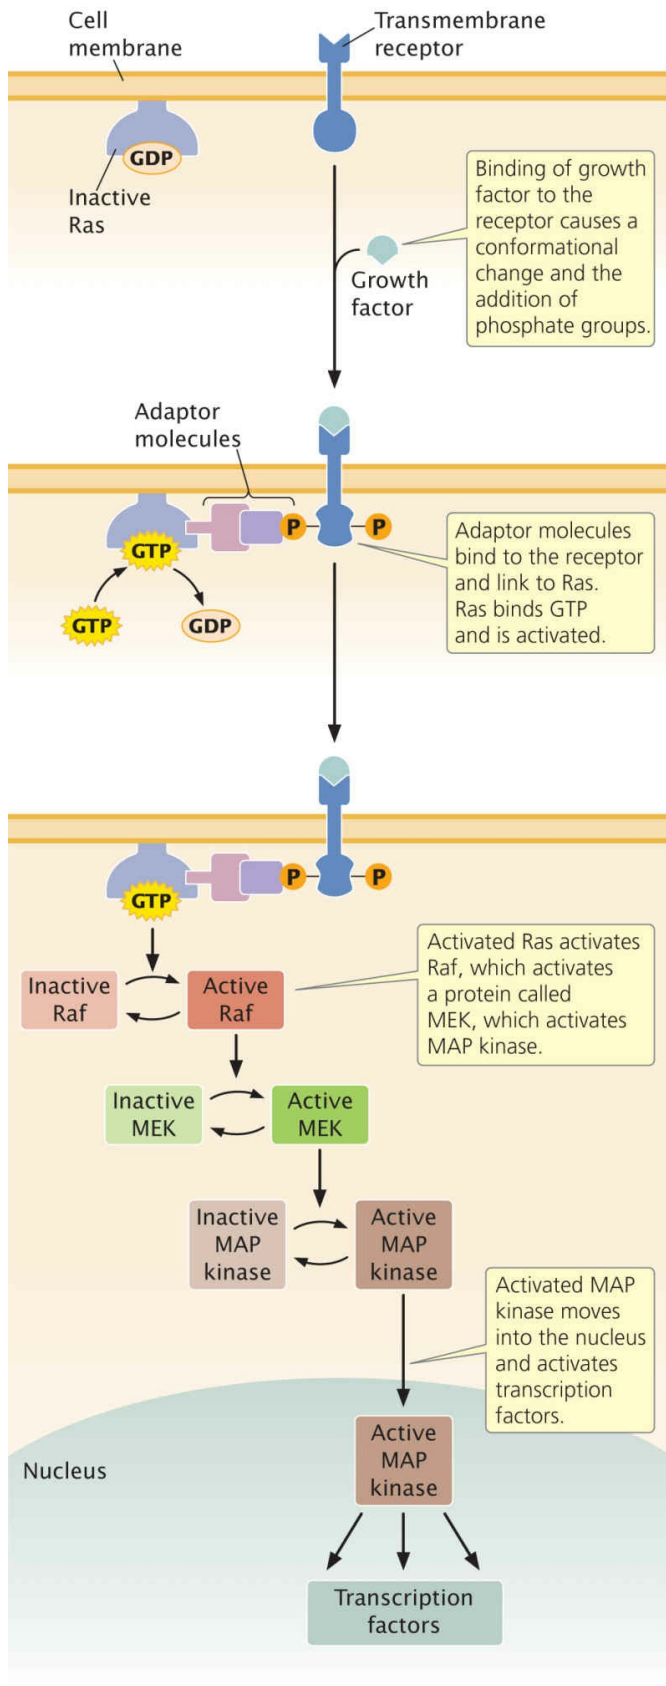 Cell
membrane
Transmembrane
receptor
GDP
Inactive
Ras
Binding of growth
factor to the
receptor causes a
conformational
change and the
addition of
phosphate groups.
Growth
factor
Adaptor
molecules
P
P
GTP
GTP
GDP
Adaptor molecules
bind to the receptor
and link to Ras.
Ras binds GTP
and is activated.
P
P
GTP
Activated Ras activates
Raf, which activates
a protein called
MEK, which activates
MAP kinase.
Inactive
Raf
Active
Raf
Inactive
MEK
Active
MEK
Inactive
MAP
kinase
Active
MAP
kinase
Activated MAP
kinase moves
into the nucleus
and activates
transcription
factors.
Nucleus
Active
MAP
kinase
Transcription
factors